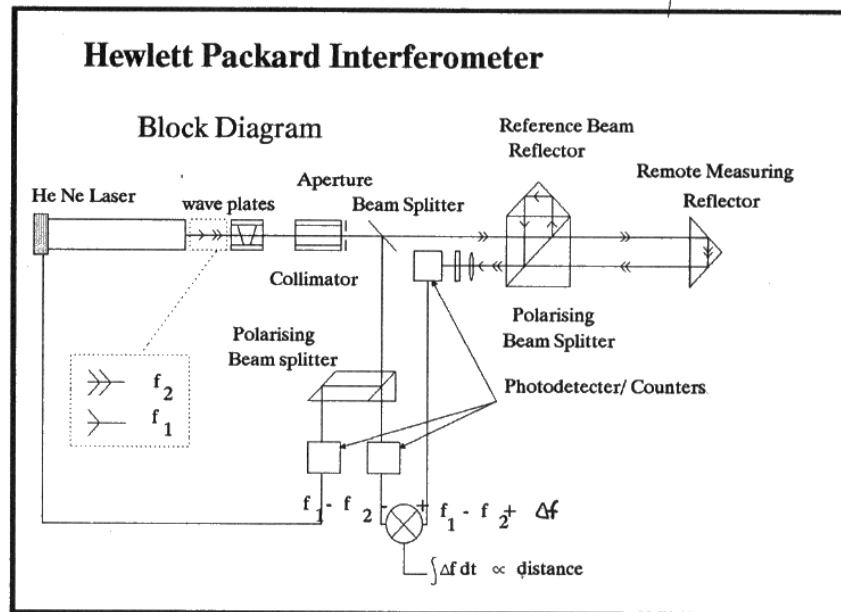 Hewlett Packard Interferometer
Block Diagram
Reference Beam
Reflector
Remote Measuring
Reflector
He Ne Laser
wave plates
Aperture
Beam Splitter
Collimator
Polarising
Beam splitter
Polarising
Beam Splitter
f2
f1
Photodetecter/ Counters
f1 - f2
- +
f1 - f2 + Δf
∫Δf dt ∝ distance